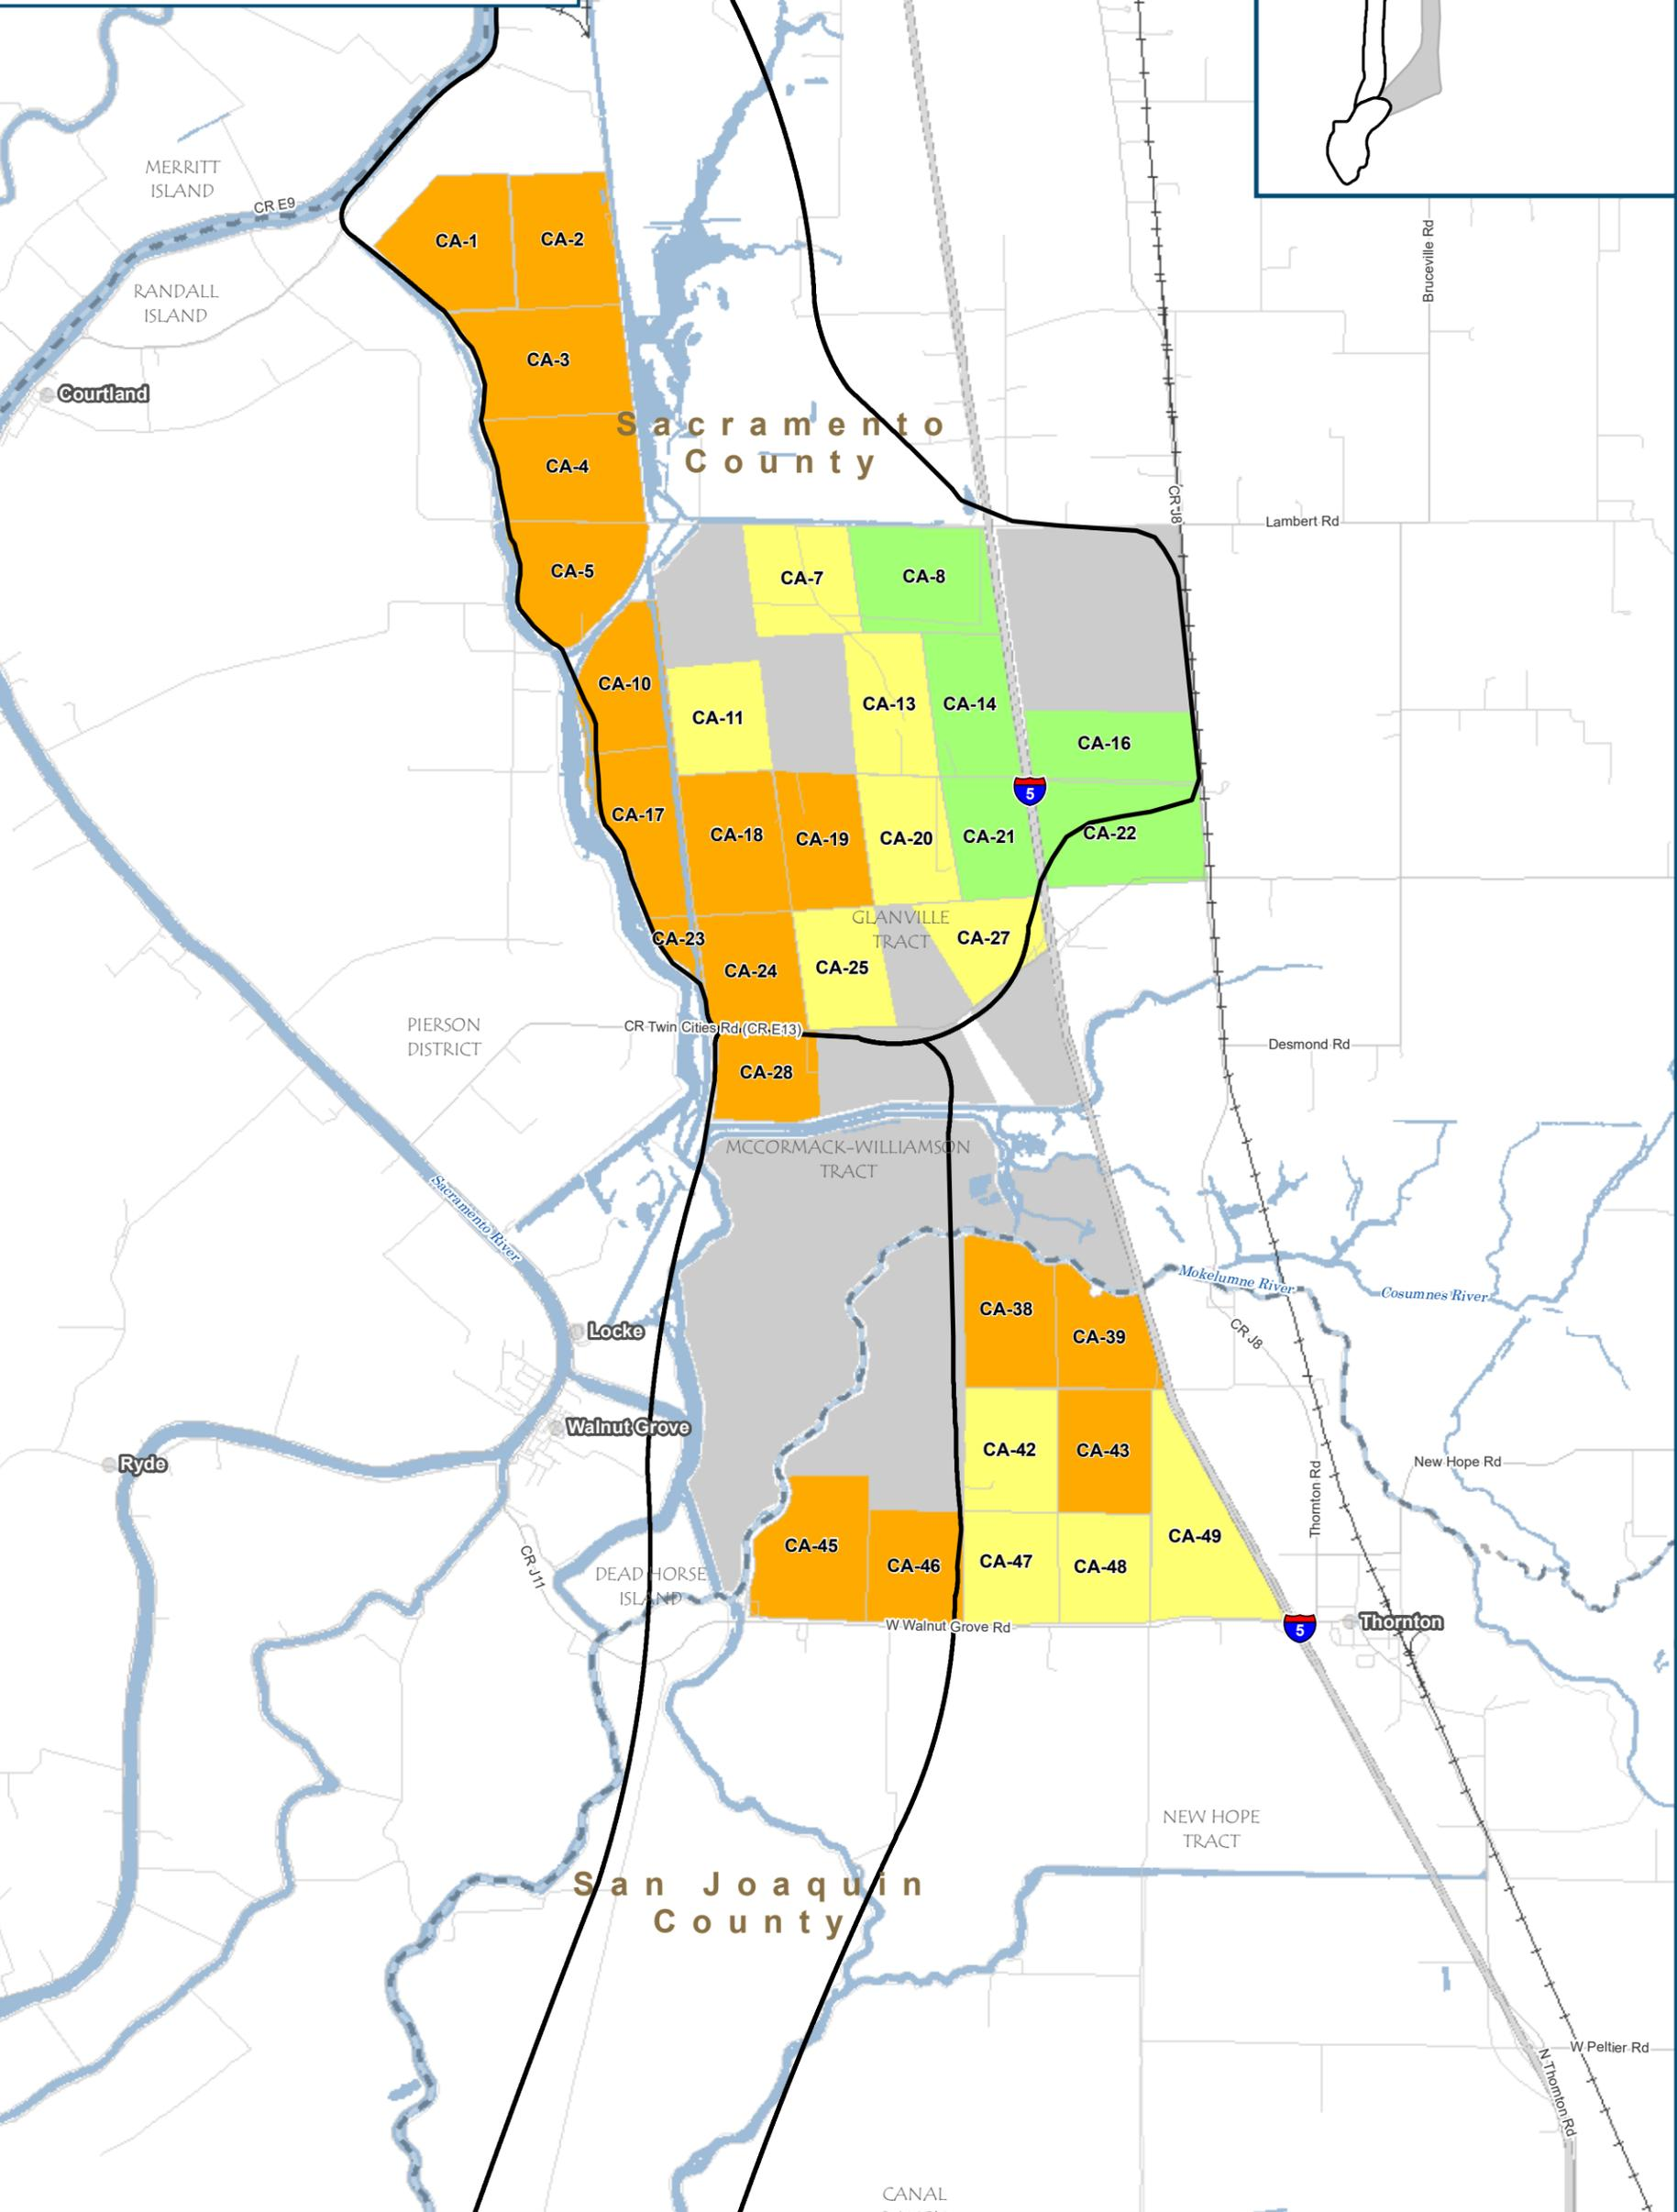 MERRITT
ISLAND
CR E9
Bruceville Rd
CA-1
CA-2
RANDALL
ISLAND
CA-3
Courtland
Sacramento
County
CA-4
CR J8
Lambert Rd
CA-5
CA-7
CA-8
CA-10
CA-11
CA-13
CA-14
CA-16
5
CA-17
CA-18
CA-19
CA-20
CA-21
CA-22
GLANVILLE
TRACT
CA-23
CA-24
CA-25
CA-27
PIERSON
DISTRICT
CR Twin Cities Rd (CR E13)
Desmond Rd
CA-28
MCCORMACK-WILLIAMSON
TRACT
Sacramento River
Mokelumne River
Cosumnes River
CA-38
CA-39
CR J8
Locke
Walnut Grove
CA-42
CA-43
Ryde
New Hope Rd
Thornton Rd
CA-45
CA-46
CA-47
CA-48
CA-49
CR J11
DEAD HORSE
ISLAND
W Walnut Grove Rd
5
Thornton
NEW HOPE
TRACT
San Joaquin
County
W Peltier Rd
N Thornton Rd
CANAL